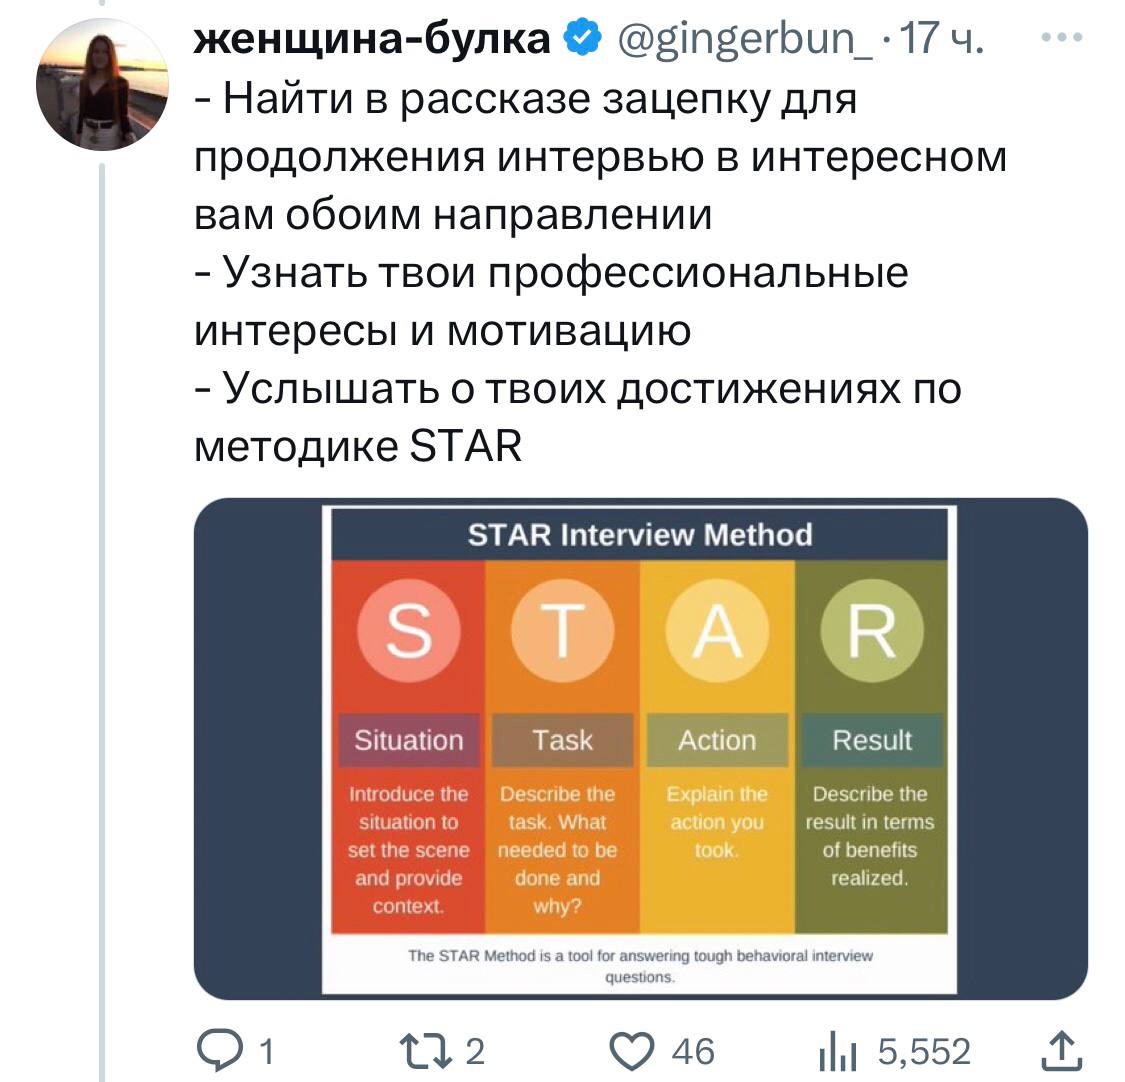 женщина-булка @gingerbun_ · 17 ч.
- Найти в рассказе зацепку для
продолжения интервью в интересном
вам обоим направлении
- Узнать твои профессиональные
интересы и мотивацию
- Услышать о твоих достижениях по
методике STAR
STAR Interview Method
S T A R
Situation Task Action Result
Introduce the situation to set the scene and provide context.
Describe the task. What needed to be done and why?
Explain the action you took.
Describe the result in terms of benefits realized.
The STAR Method is a tool for answering tough behavioral interview
questions.
1 2 46 5,552